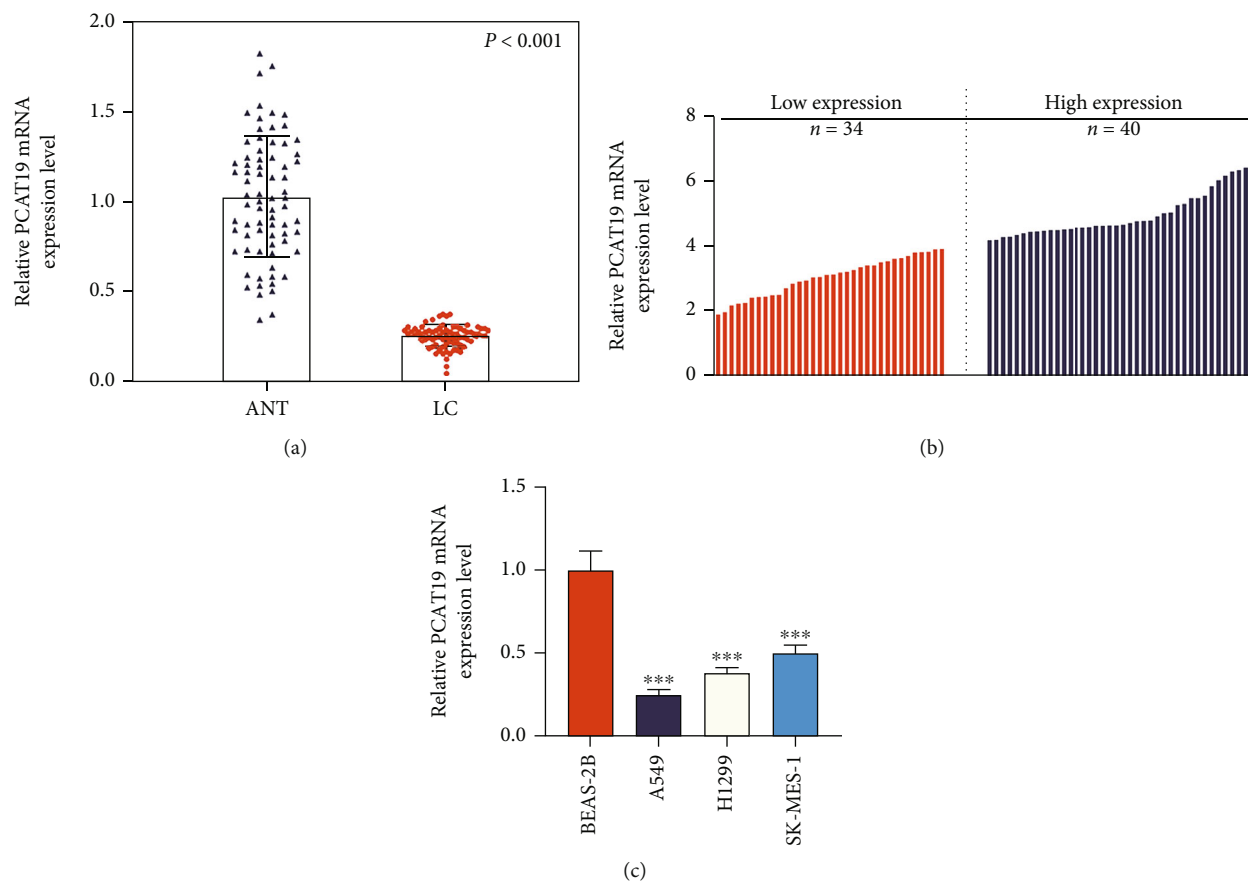 Relative PCAT19 mRNA
expression level
2.0
1.5
1.0
0.5
0.0
P < 0.001
ANT
LC
(a)
Relative PCAT19 mRNA
expression level
8
6
4
2
0
Low expression
n = 34
High expression
n = 40
(b)
Relative PCAT19 mRNA
expression level
1.5
1.0
0.5
0.0
***
***
***
BEAS-2B
A549
H1299
SK-MES-1
(c)